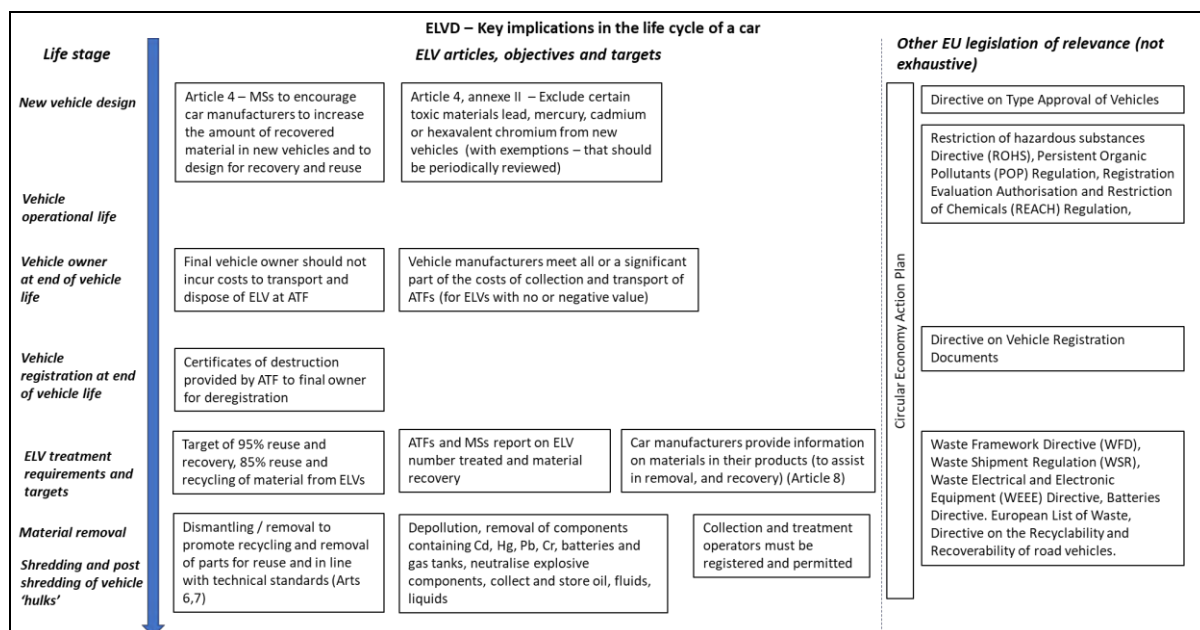 ELVD – Key implications in the life cycle of a car
Life stage
ELV articles, objectives and targets
Other EU legislation of relevance (not
exhaustive)
New vehicle design
Article 4 – MSs to encourage
car manufacturers to increase
the amount of recovered
material in new vehicles and to
design for recovery and reuse
Article 4, annexe II – Exclude certain
toxic materials lead, mercury, cadmium
or hexavalent chromium from new
vehicles (with exemptions – that should
be periodically reviewed)
Directive on Type Approval of Vehicles
Restriction of hazardous substances
Directive (ROHS), Persistent Organic
Pollutants (POP) Regulation, Registration
Evaluation Authorisation and Restriction
of Chemicals (REACH) Regulation,
Vehicle
operational life
Vehicle owner
at end of vehicle
life
Final vehicle owner should not
incur costs to transport and
dispose of ELV at ATF
Vehicle manufacturers meet all or a significant
part of the costs of collection and transport of
ATFs (for ELVs with no or negative value)
Circular Economy Action Plan
Vehicle
registration at end
of vehicle life
Certificates of destruction
provided by ATF to final owner
for deregistration
Directive on Vehicle Registration
Documents
ELV treatment
requirements and
targets
Target of 95% reuse and
recovery, 85% reuse and
recycling of material from ELVs
ATFs and MSs report on ELV
number treated and material
recovery
Car manufacturers provide information
on materials in their products (to assist
in removal, and recovery) (Article 8)
Waste Framework Directive (WFD),
Waste Shipment Regulation (WSR),
Waste Electrical and Electronic
Equipment (WEEE) Directive, Batteries
Directive. European List of Waste,
Directive on the Recyclability and
Recoverability of road vehicles.
Material removal
Shredding and post
shredding of vehicle
‘hulks’
Dismantling / removal to
promote recycling and removal
of parts for reuse and in line
with technical standards (Arts
6,7)
Depollution, removal of components
containing Cd, Hg, Pb, Cr, batteries and
gas tanks, neutralise explosive
components, collect and store oil, fluids,
liquids
Collection and treatment
operators must be
registered and permitted